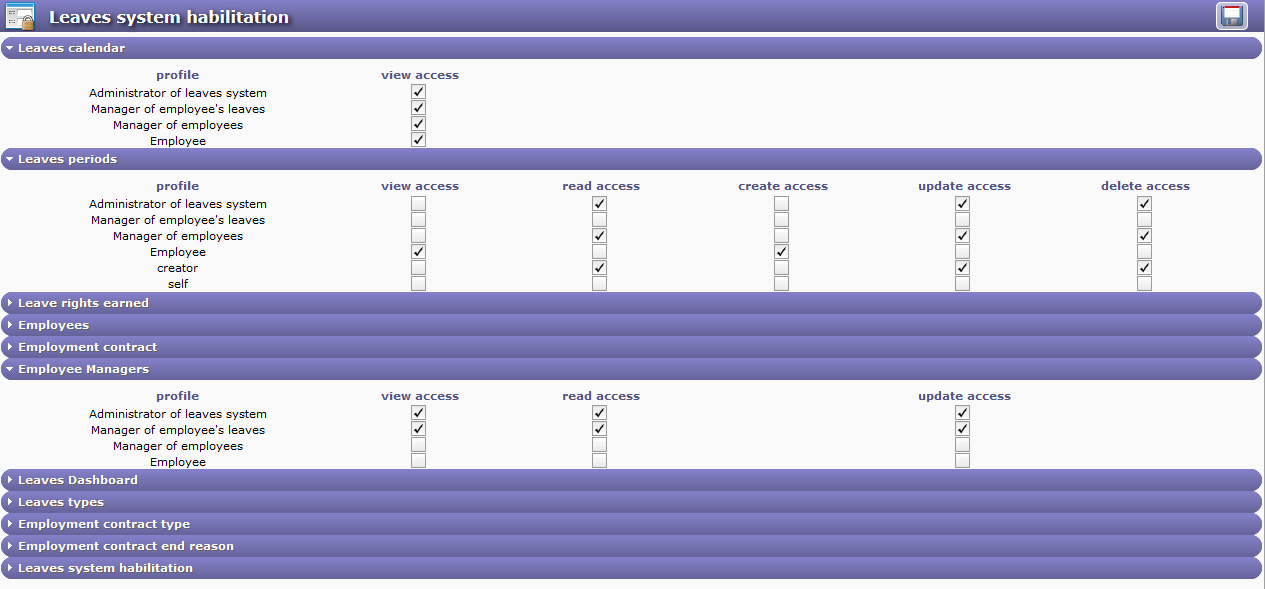 Leaves system habilitation
Leaves calendar
profile view access
Administrator of leaves system
Manager of employee's leaves
Manager of employees
Employee
Leaves periods
profile view access read access create access update access delete access
Administrator of leaves system
Manager of employee's leaves
Manager of employees
Employee
creator
self
Leave rights earned
Employees
Employment contract
Employee Managers
profile view access read access update access
Administrator of leaves system
Manager of employee's leaves
Manager of employees
Employee
Leaves Dashboard
Leaves types
Employment contract type
Employment contract end reason
Leaves system habilitation